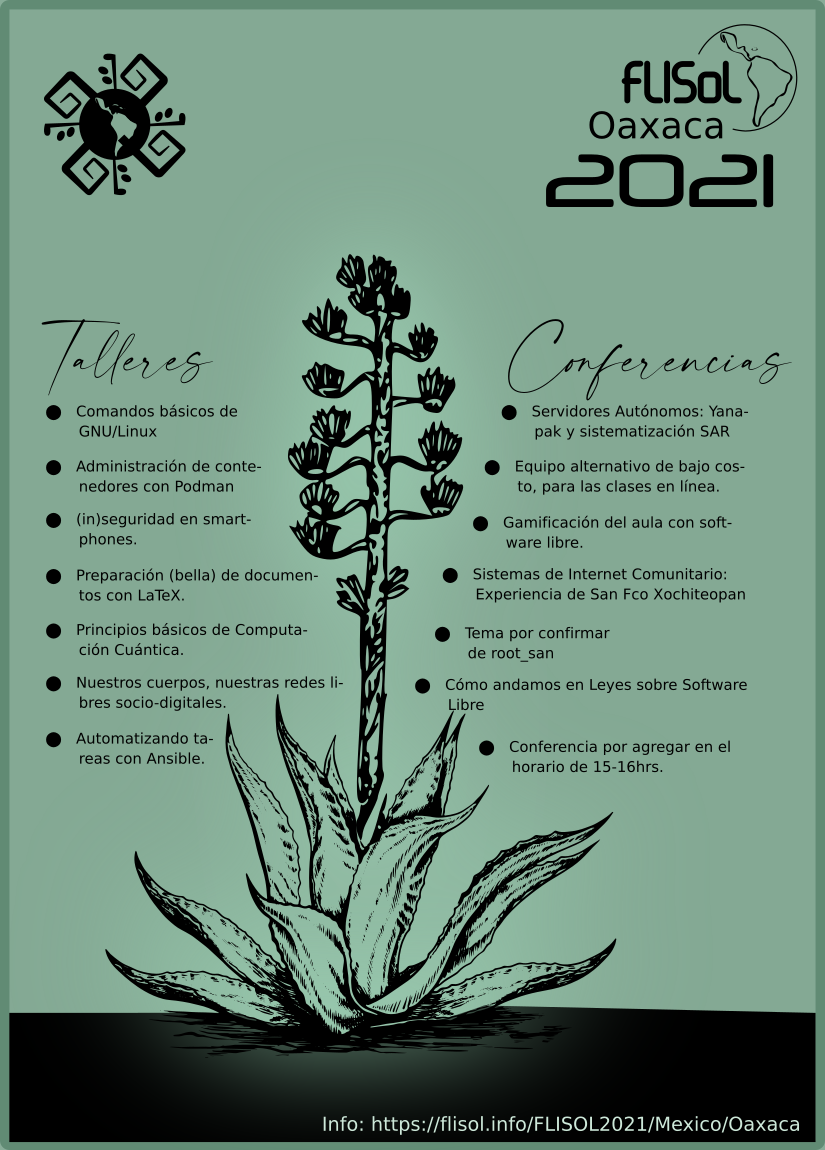 fLISoL
Oaxaca
2021
Talleres
Comandos básicos de
GNU/Linux
Administración de conte-
nedores con Podman
(in)seguridad en smart-
phones.
Preparación (bella) de documen-
tos con LaTeX.
Principios básicos de Computa-
ción Cuántica.
Nuestros cuerpos, nuestras redes li-
bres socio-digitales.
Automatizando ta-
reas con Ansible.
Conferencias
Servidores Autónomos: Yana-
pak y sistematización SAR
Equipo alternativo de bajo cos-
to, para las clases en línea.
Gamificación del aula con soft-
ware libre.
Sistemas de Internet Comunitario:
Experiencia de San Fco Xochiteopan
Tema por confirmar
de root_san
Cómo andamos en Leyes sobre Software
Libre
Conferencia por agregar en el
horario de 15-16hrs.
Info: https://flisol.info/FLISOL2021/Mexico/Oaxaca